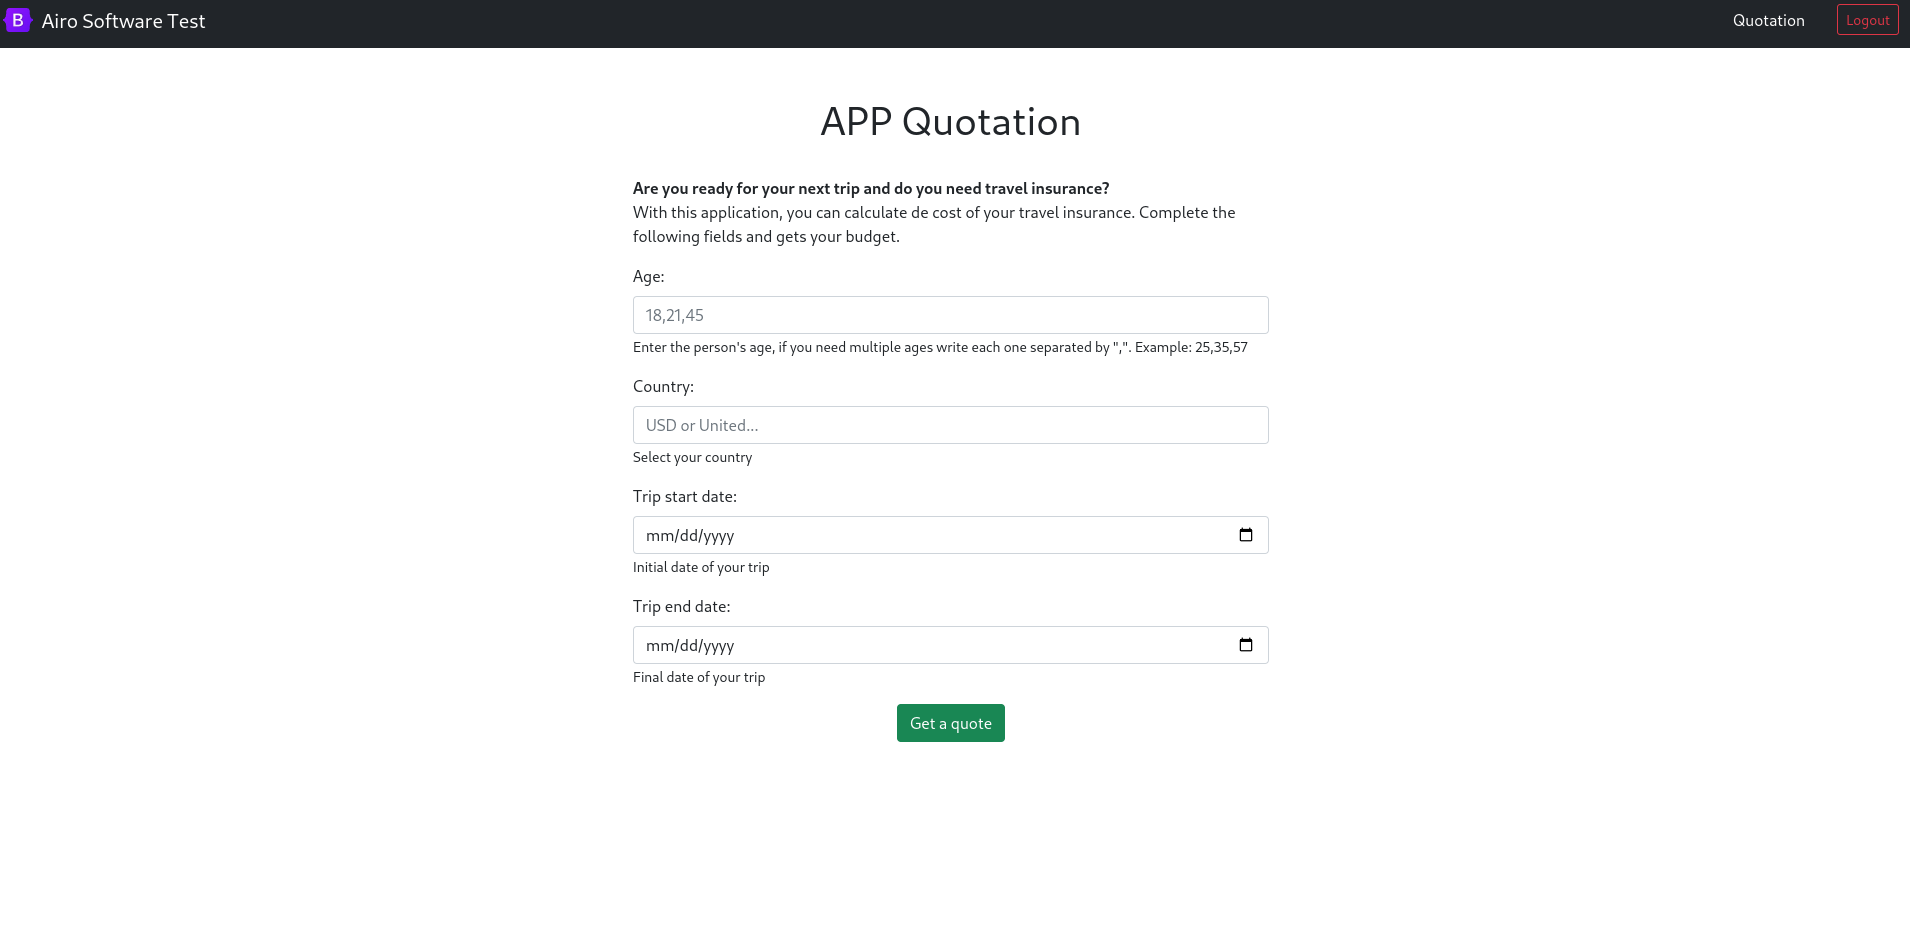 B Airo Software Test
Quotation
Logout
APP Quotation
Are you ready for your next trip and do you need travel insurance?
With this application, you can calculate de cost of your travel insurance. Complete the
following fields and gets your budget.
Age:
18,21,45
Enter the person's age, if you need multiple ages write each one separated by ",". Example: 25,35,57
Country:
USD or United...
Select your country
Trip start date:
mm/dd/yyyy
Initial date of your trip
Trip end date:
mm/dd/yyyy
Final date of your trip
Get a quote